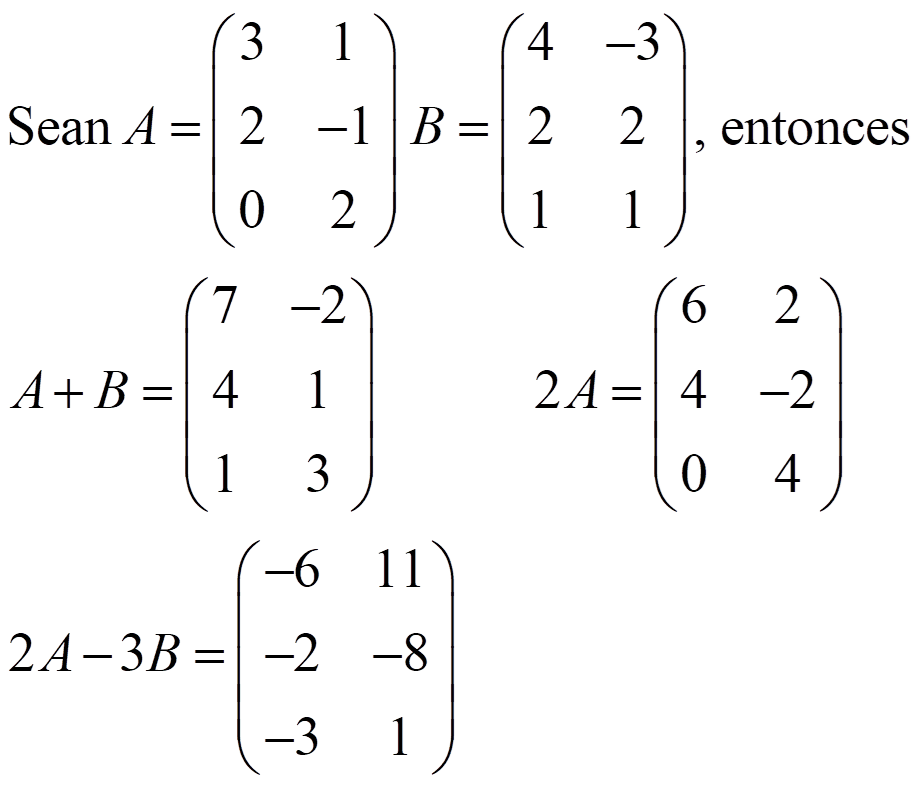 Sean A = ( 3 1 ; 2 −1 ; 0 2 ) B = ( 4 −3 ; 2 2 ; 1 1 ), entonces
A + B = ( 7 −2 ; 4 1 ; 1 3 ) 2A = ( 6 2 ; 4 −2 ; 0 4 )
2A − 3B = ( −6 11 ; −2 −8 ; −3 1 )